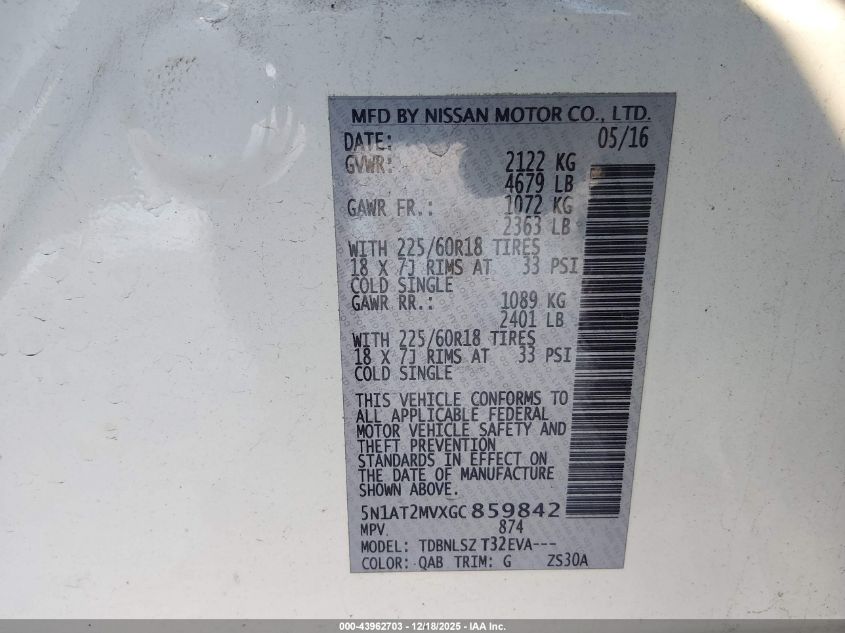 MFD BY NISSAN MOTOR CO., LTD.
DATE: 05/16
GVWR: 2122 KG
4679 LB
GAWR FR.: 1072 KG
2363 LB
WITH 225/60R18 TIRES
18 X 7J RIMS AT 33 PSI
COLD SINGLE
GAWR RR.: 1089 KG
2401 LB
WITH 225/60R18 TIRES
18 X 7J RIMS AT 33 PSI
COLD SINGLE
THIS VEHICLE CONFORMS TO
ALL APPLICABLE FEDERAL
MOTOR VEHICLE SAFETY AND
THEFT PREVENTION
STANDARDS IN EFFECT ON
THE DATE OF MANUFACTURE
SHOWN ABOVE.
5N1AT2MVXGC859842
MPV 874
MODEL: TDBNLSZ T32EVA---
COLOR: QAB TRIM: G ZS30A
000-43962703 - 12/18/2025 - IAA Inc.